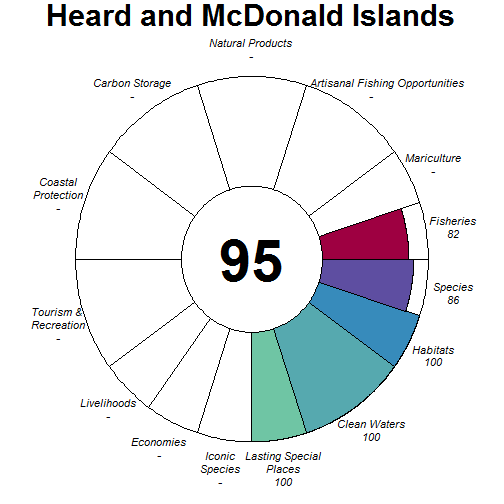 Heard and McDonald Islands
Natural Products
-
Carbon Storage
-
Artisanal Fishing Opportunities
-
Mariculture
-
Coastal
Protection
-
Fisheries
82
95
Species
86
Tourism &
Recreation
-
Habitats
100
Livelihoods
-
Clean Waters
100
Economies
-
Iconic
Species
-
Lasting Special
Places
100